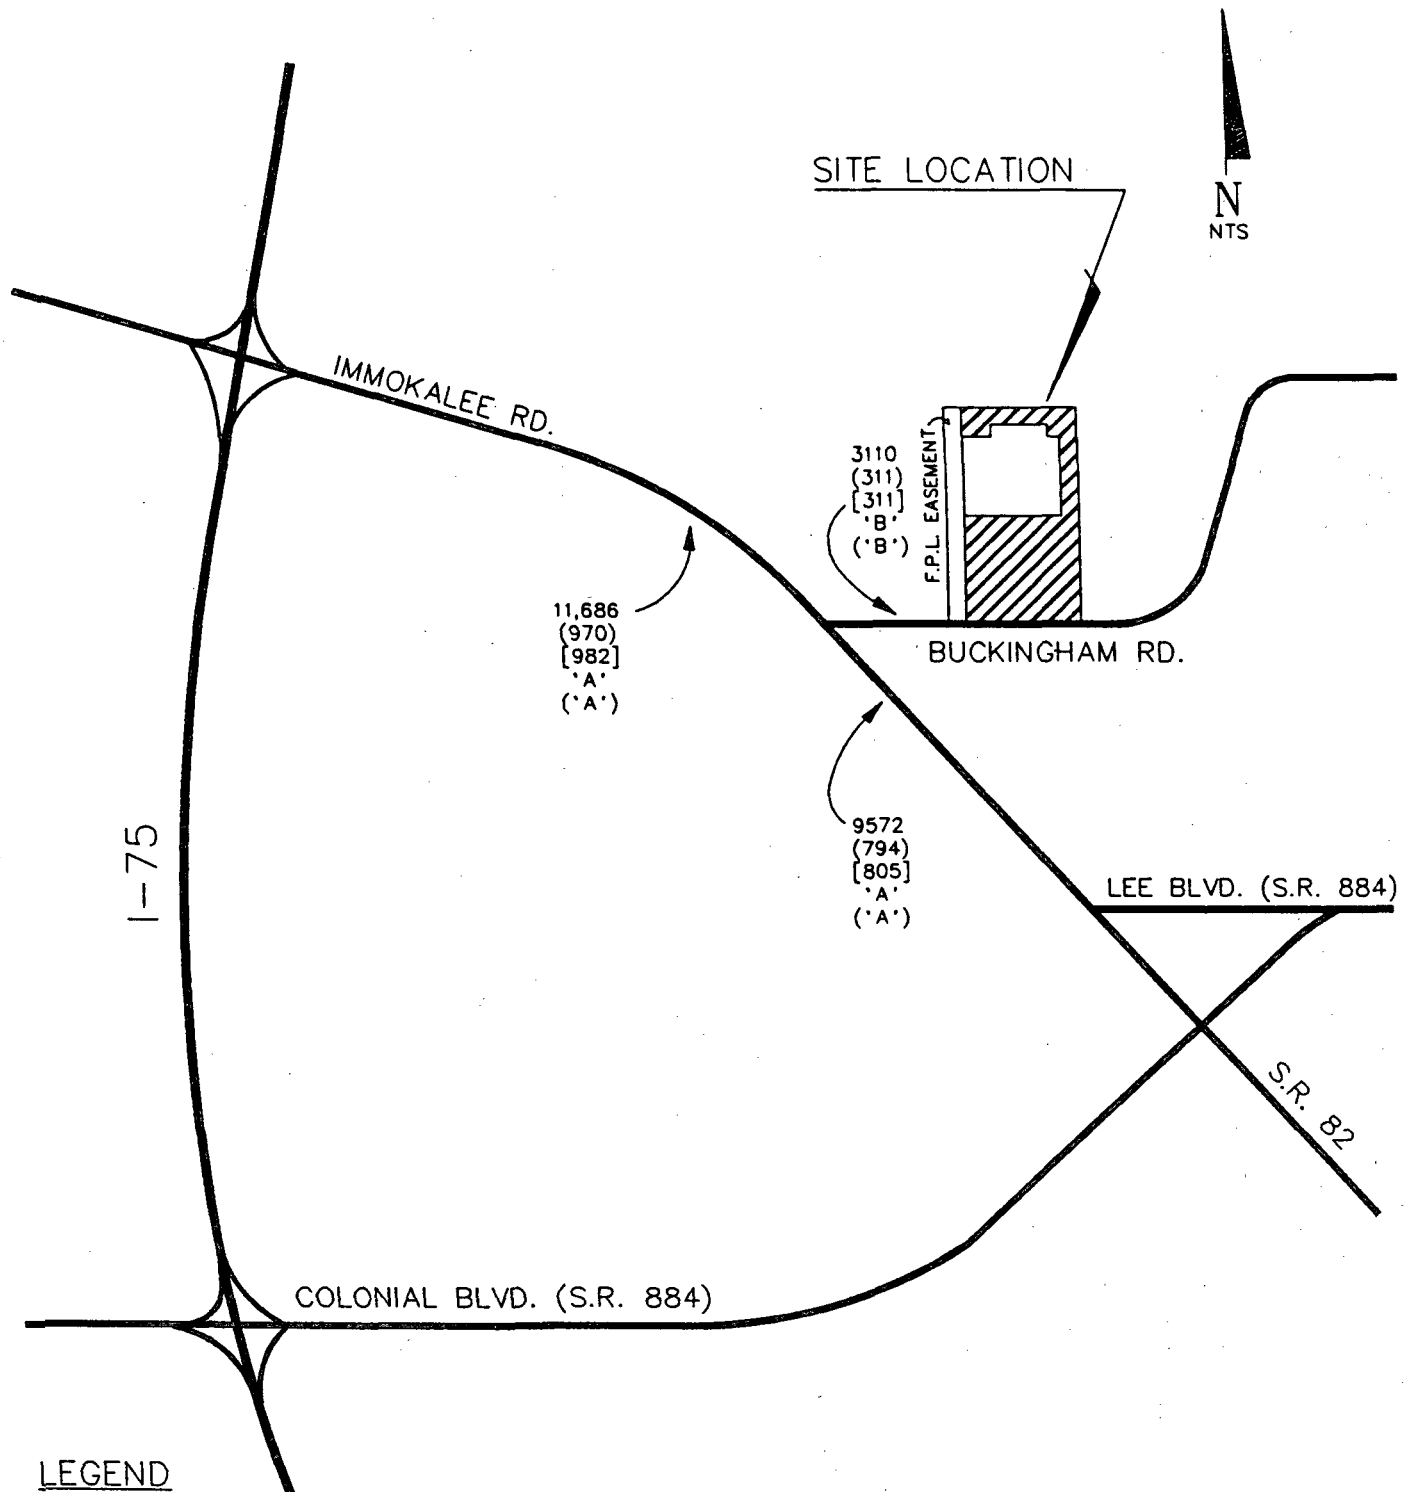 SITE LOCATION
N
NTS
IMMOKALEE RD.
3110
(311)
[311]
'B'
('B')
F.P.L. EASEMENT
11,686
(970)
[982]
'A'
('A')
BUCKINGHAM RD.
I-75
9572
(794)
[805]
'A'
('A')
LEE BLVD. (S.R. 884)
S.R. 82
COLONIAL BLVD. (S.R. 884)
LEGEND